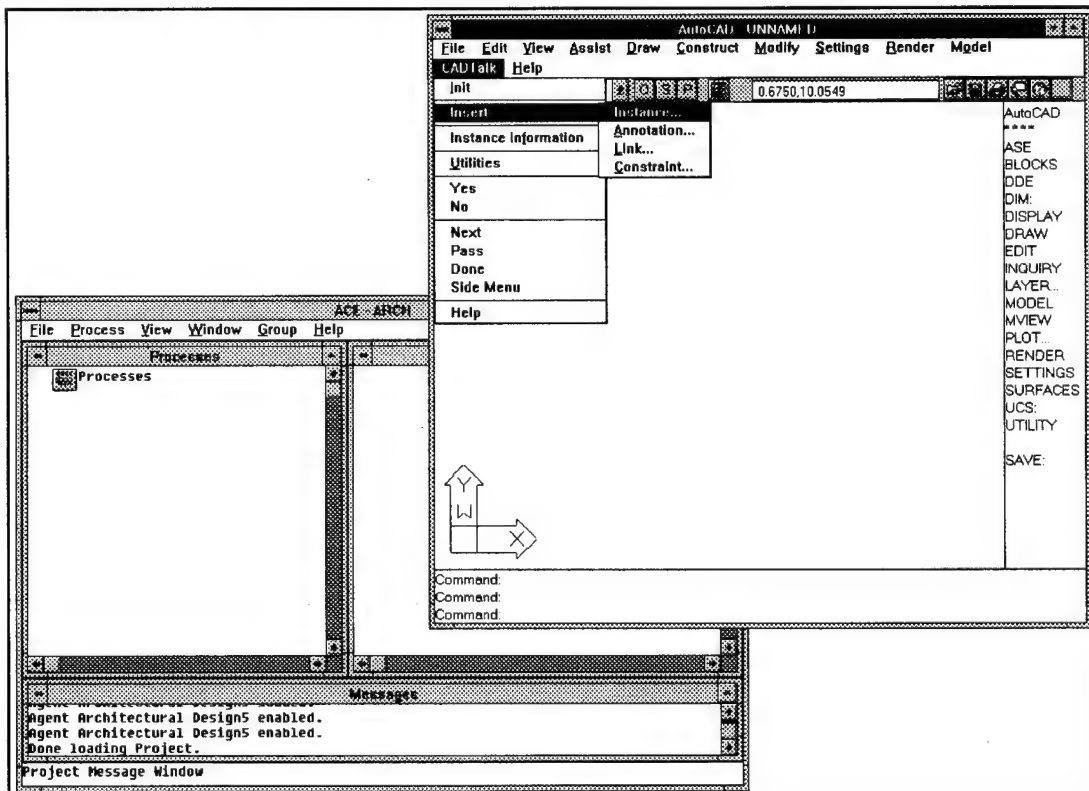 AutoCAD - UNNAMED
File Edit View Assist Draw Construct Modify Settings Render Model
CADTalk Help
Init
Insert
Instance Information
Utilities
Yes
No
Next
Pass
Done
Side Menu
Help
Instance...
Annotation...
Link...
Constraint...
O S P
0.6750,10.0549
AutoCAD
* * * *
ASE
BLOCKS
DDE
DIM:
DISPLAY
DRAW
EDIT
INQUIRY
LAYER...
MODEL
MVIEW
PLOT...
RENDER
SETTINGS
SURFACES
UCS:
UTILITY
SAVE:
Y
W
X
Command:
Command:
Command:
ACE - ARCH
File Process View Window Group Help
Processes
Processes
Messages
Agent Architectural Design5 enabled.
Agent Architectural Design5 enabled.
Done loading Project.
Project Message Window